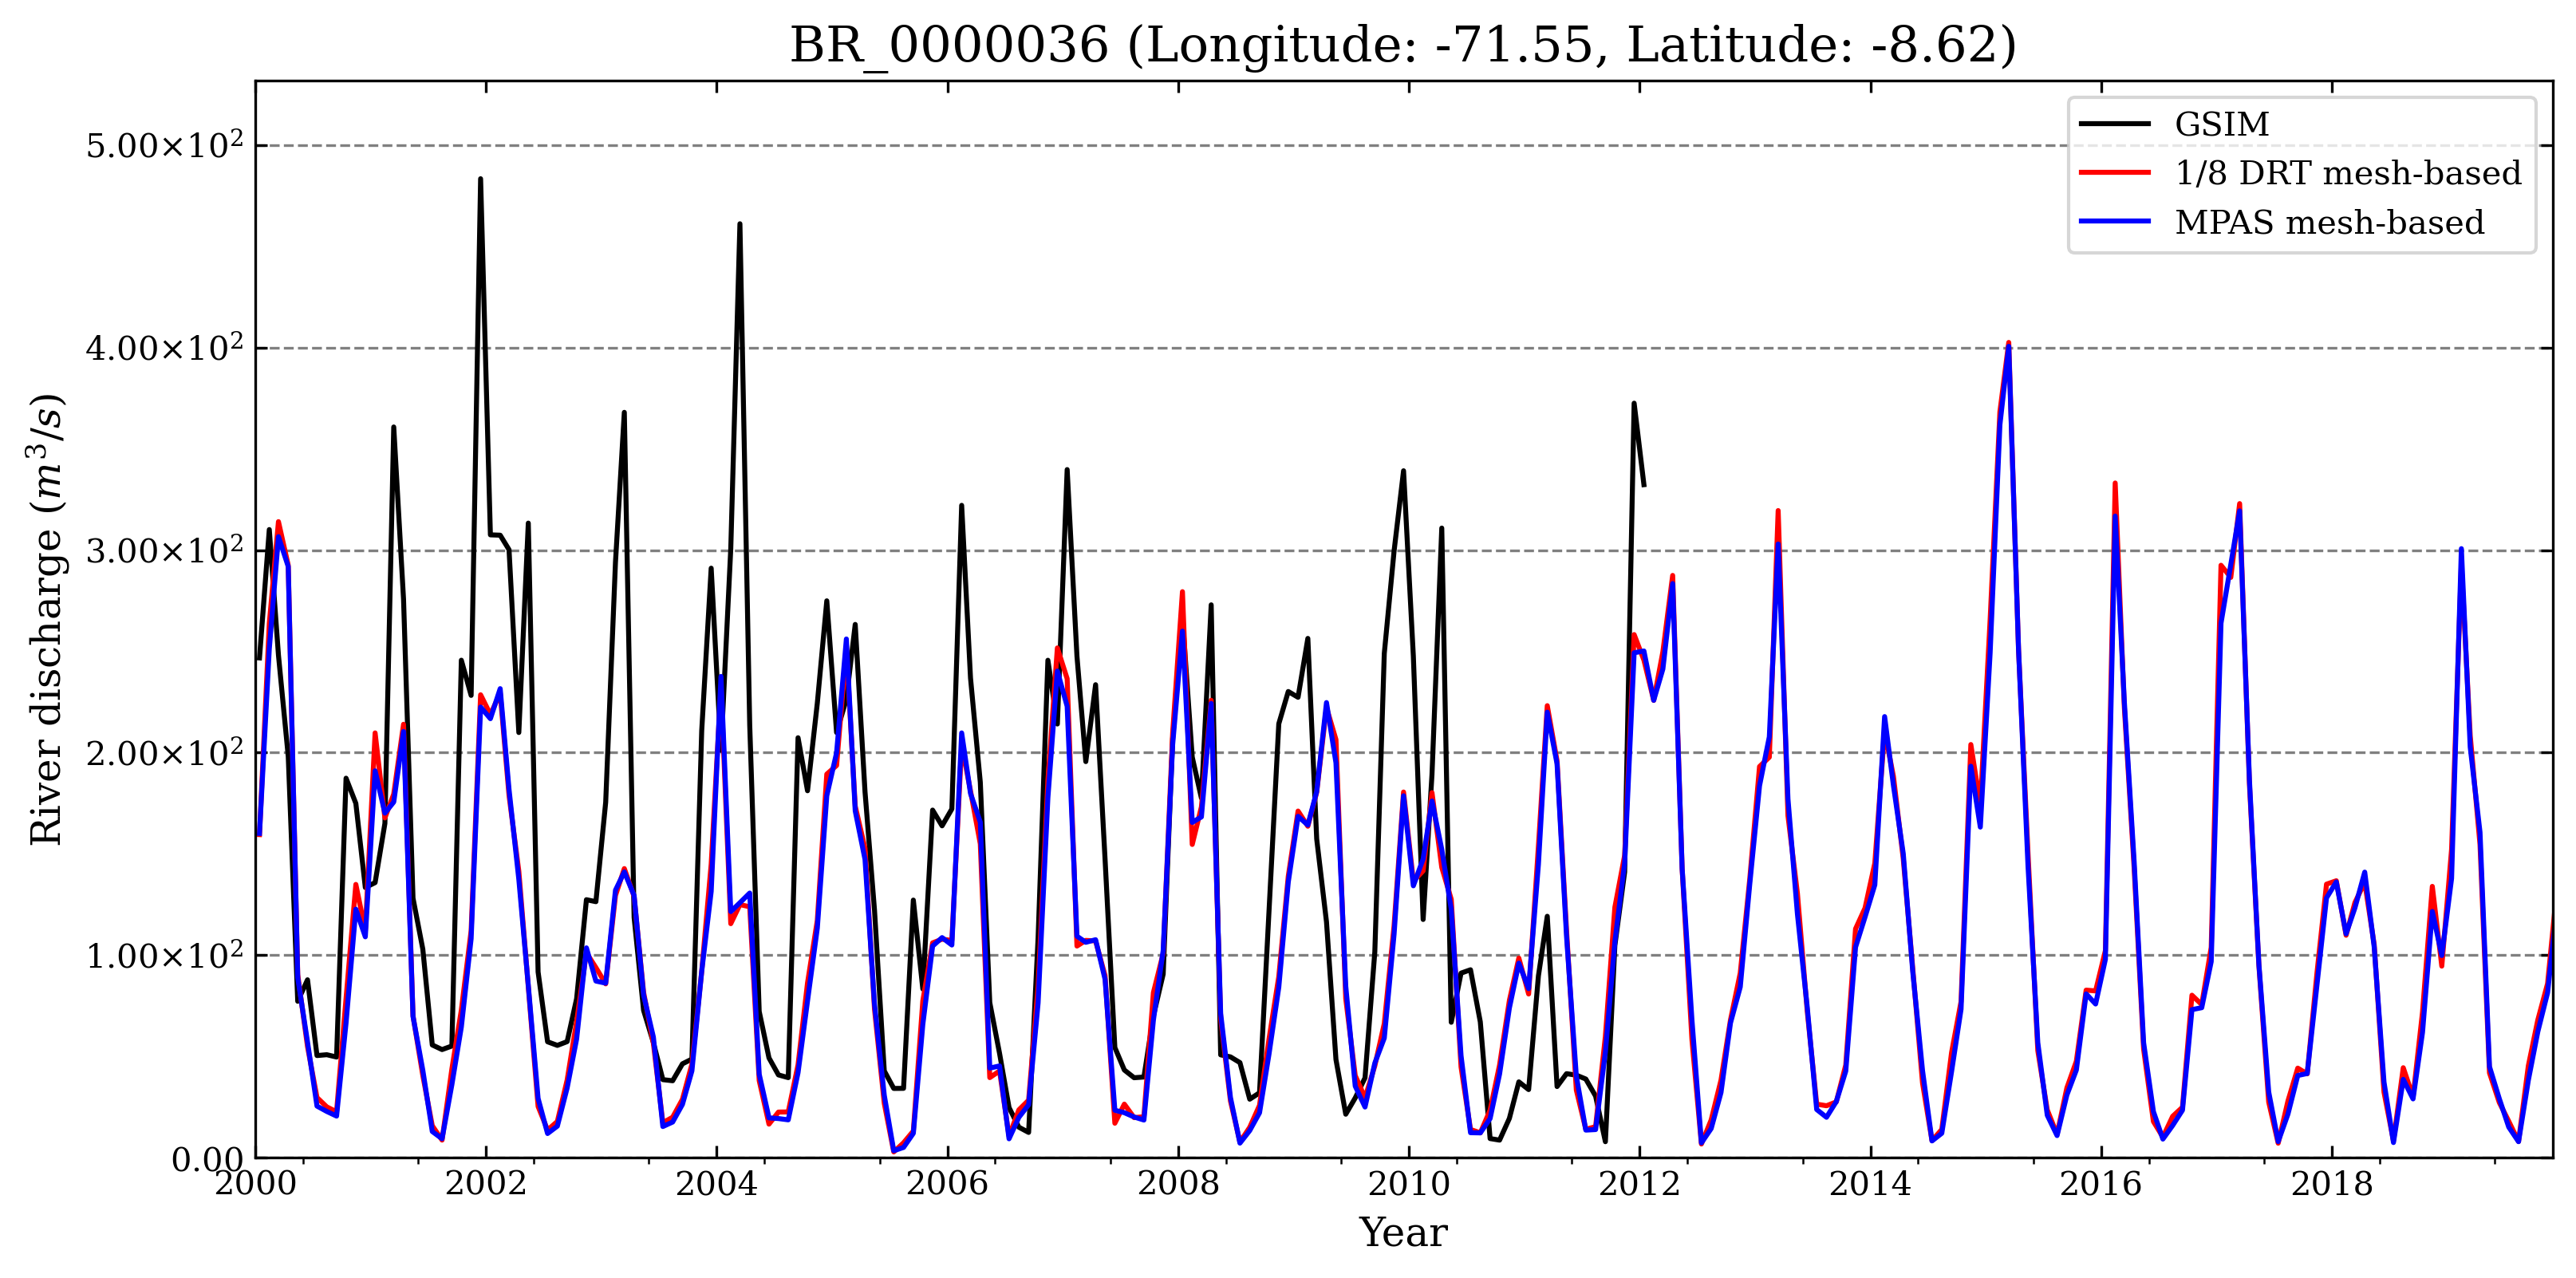 BR_0000036 (Longitude: -71.55, Latitude: -8.62)
GSIM
1/8 DRT mesh-based
MPAS mesh-based
River discharge (m³/s)
5.00×10²
4.00×10²
3.00×10²
2.00×10²
1.00×10²
0.00
2000 2002 2004 2006 2008 2010 2012 2014 2016 2018
Year